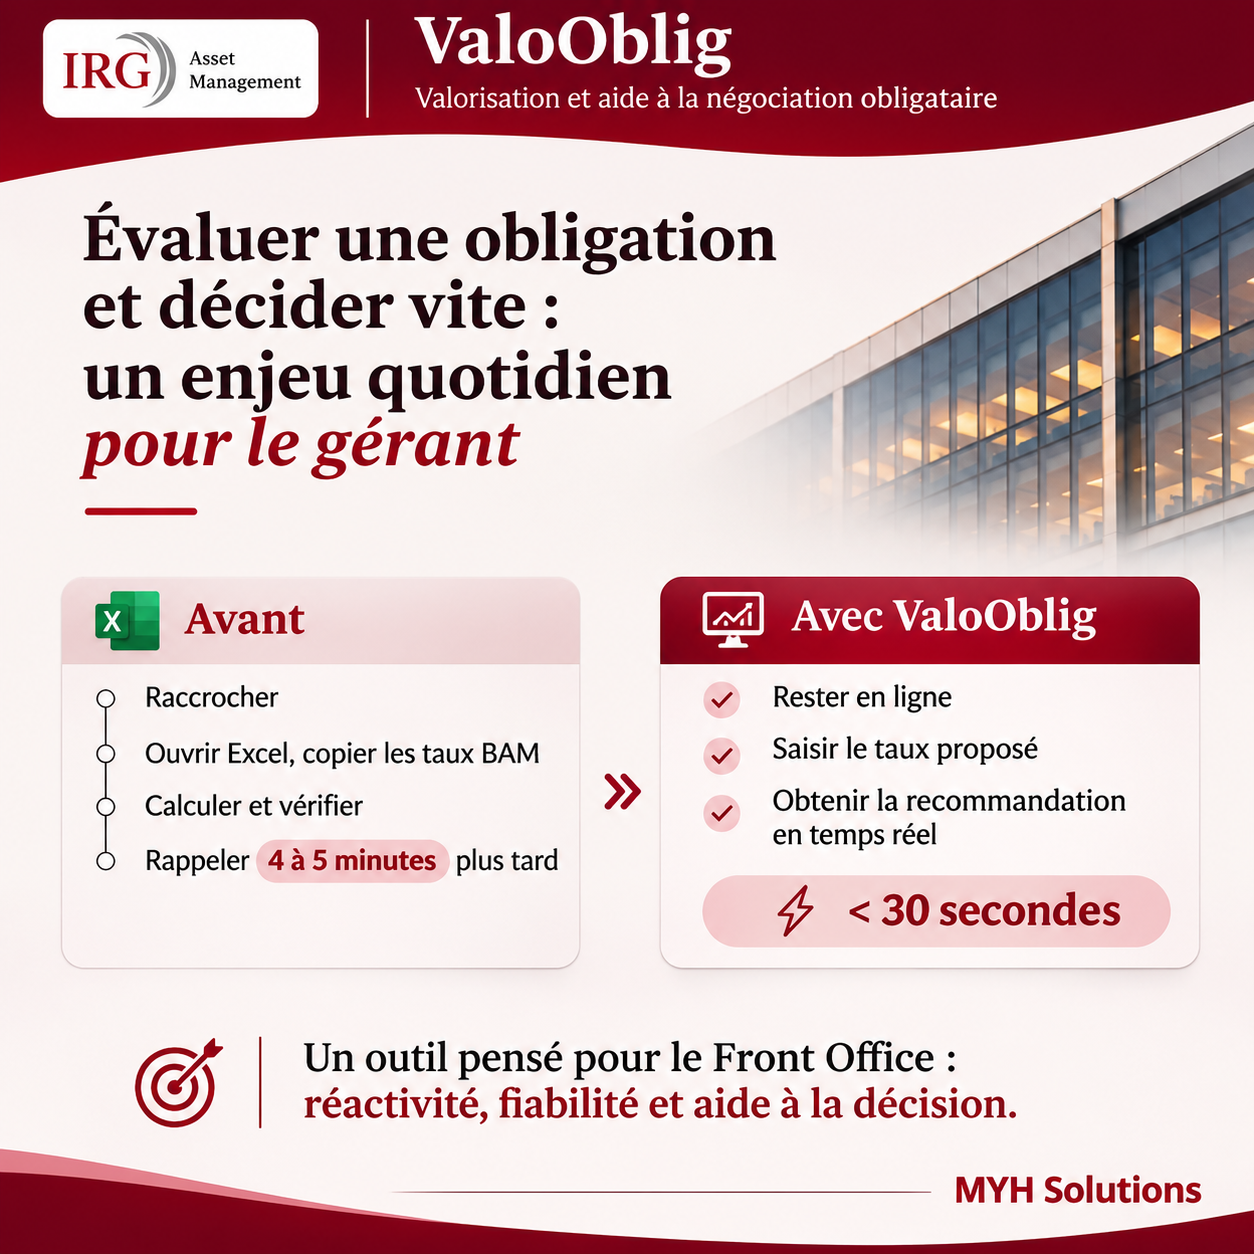 IRG
Asset
Management
ValoOblig
Valorisation et aide à la négociation obligataire
Évaluer une obligation
et décider vite :
un enjeu quotidien
pour le gérant
X
Avant
Raccrocher
Ouvrir Excel, copier les taux BAM
Calculer et vérifier
Rappeler 4 à 5 minutes plus tard
Avec ValoOblig
Rester en ligne
Saisir le taux proposé
Obtenir la recommandation
en temps réel
< 30 secondes
Un outil pensé pour le Front Office :
réactivité, fiabilité et aide à la décision.
MYH Solutions